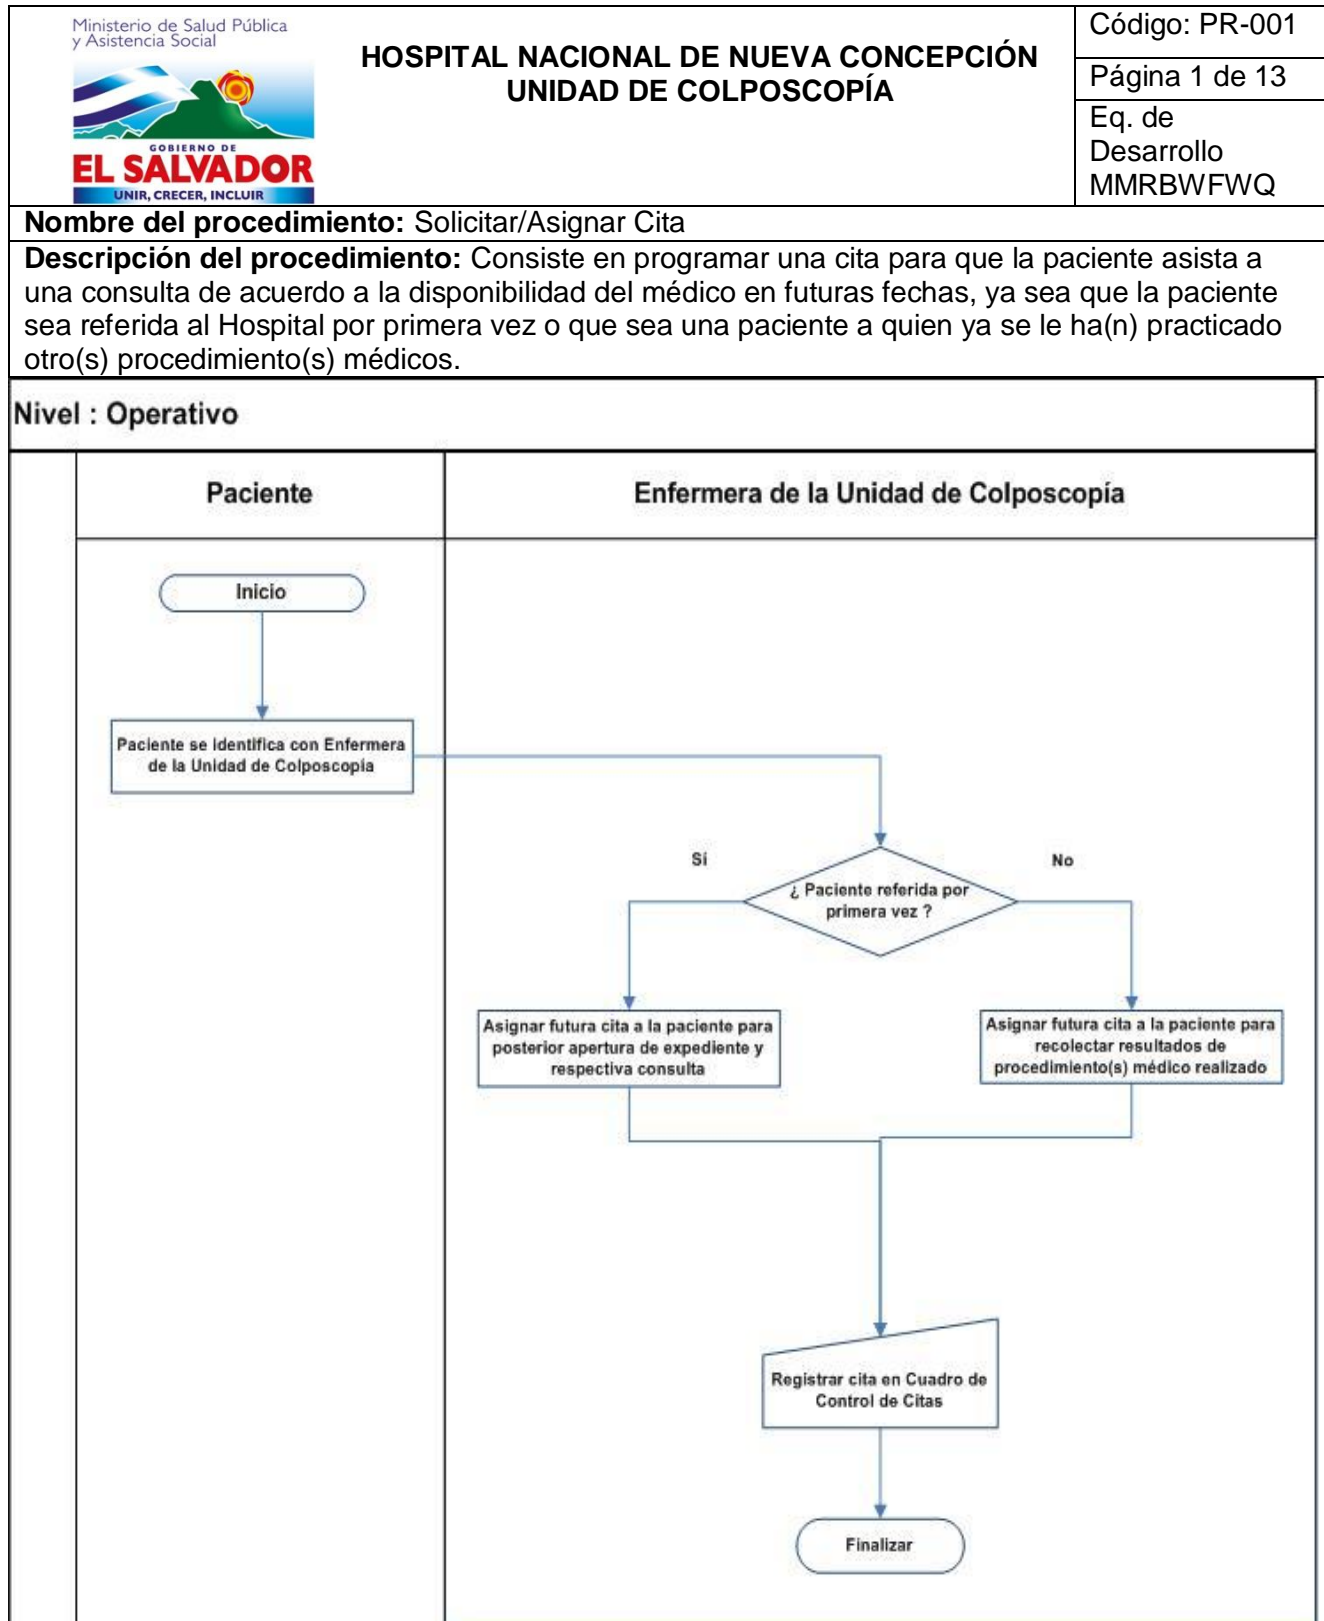 Ministerio de Salud Pública
y Asistencia Social
GOBIERNO DE
EL SALVADOR
UNIR, CRECER, INCLUIR
HOSPITAL NACIONAL DE NUEVA CONCEPCIÓN
UNIDAD DE COLPOSCOPÍA
Código: PR-001
Página 1 de 13
Eq. de
Desarrollo
MMRBWFWQ
Nombre del procedimiento: Solicitar/Asignar Cita
Descripción del procedimiento: Consiste en programar una cita para que la paciente asista a
una consulta de acuerdo a la disponibilidad del médico en futuras fechas, ya sea que la paciente
sea referida al Hospital por primera vez o que sea una paciente a quien ya se le ha(n) practicado
otro(s) procedimiento(s) médicos.
Nivel : Operativo
Paciente
Enfermera de la Unidad de Colposcopía
Inicio
Paciente se identifica con Enfermera
de la Unidad de Colposcopía
Sí
No
¿ Paciente referida por
primera vez ?
Asignar futura cita a la paciente para
posterior apertura de expediente y
respectiva consulta
Asignar futura cita a la paciente para
recolectar resultados de
procedimiento(s) médico realizado
Registrar cita en Cuadro de
Control de Citas
Finalizar